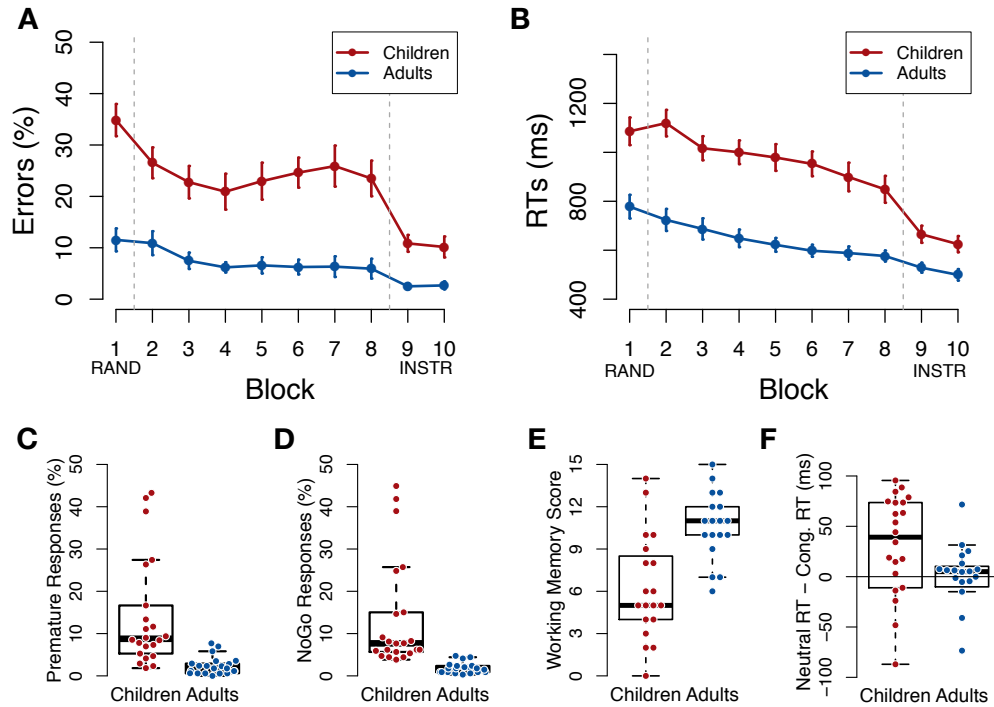 A
Errors (%)
50
40
30
20
10
0
Children
Adults
1 2 3 4 5 6 7 8 9 10
RAND INSTR
Block
B
RTs (ms)
1200
800
400
Children
Adults
1 2 3 4 5 6 7 8 9 10
RAND INSTR
Block
C
Premature Responses (%)
50
40
30
20
10
0
Children Adults
D
NoGo Responses (%)
50
40
30
20
10
0
Children Adults
E
Working Memory Score
15
12
9
6
3
0
Children Adults
F
Neutral RT − Cong. RT (ms)
100
50
0
−50
−100
Children Adults